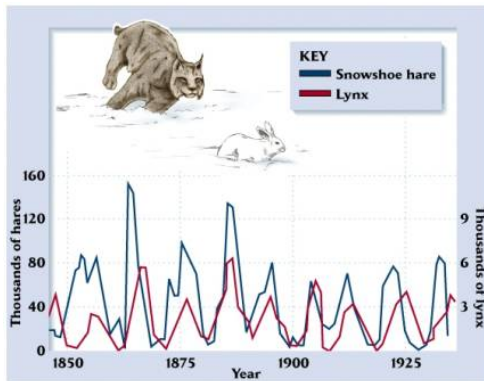 KEY
Snowshoe hare
Lynx
Thousands of hares
160
120
80
40
0
9
6
3
Thousands of lynx
1850
1875
1900
1925
Year